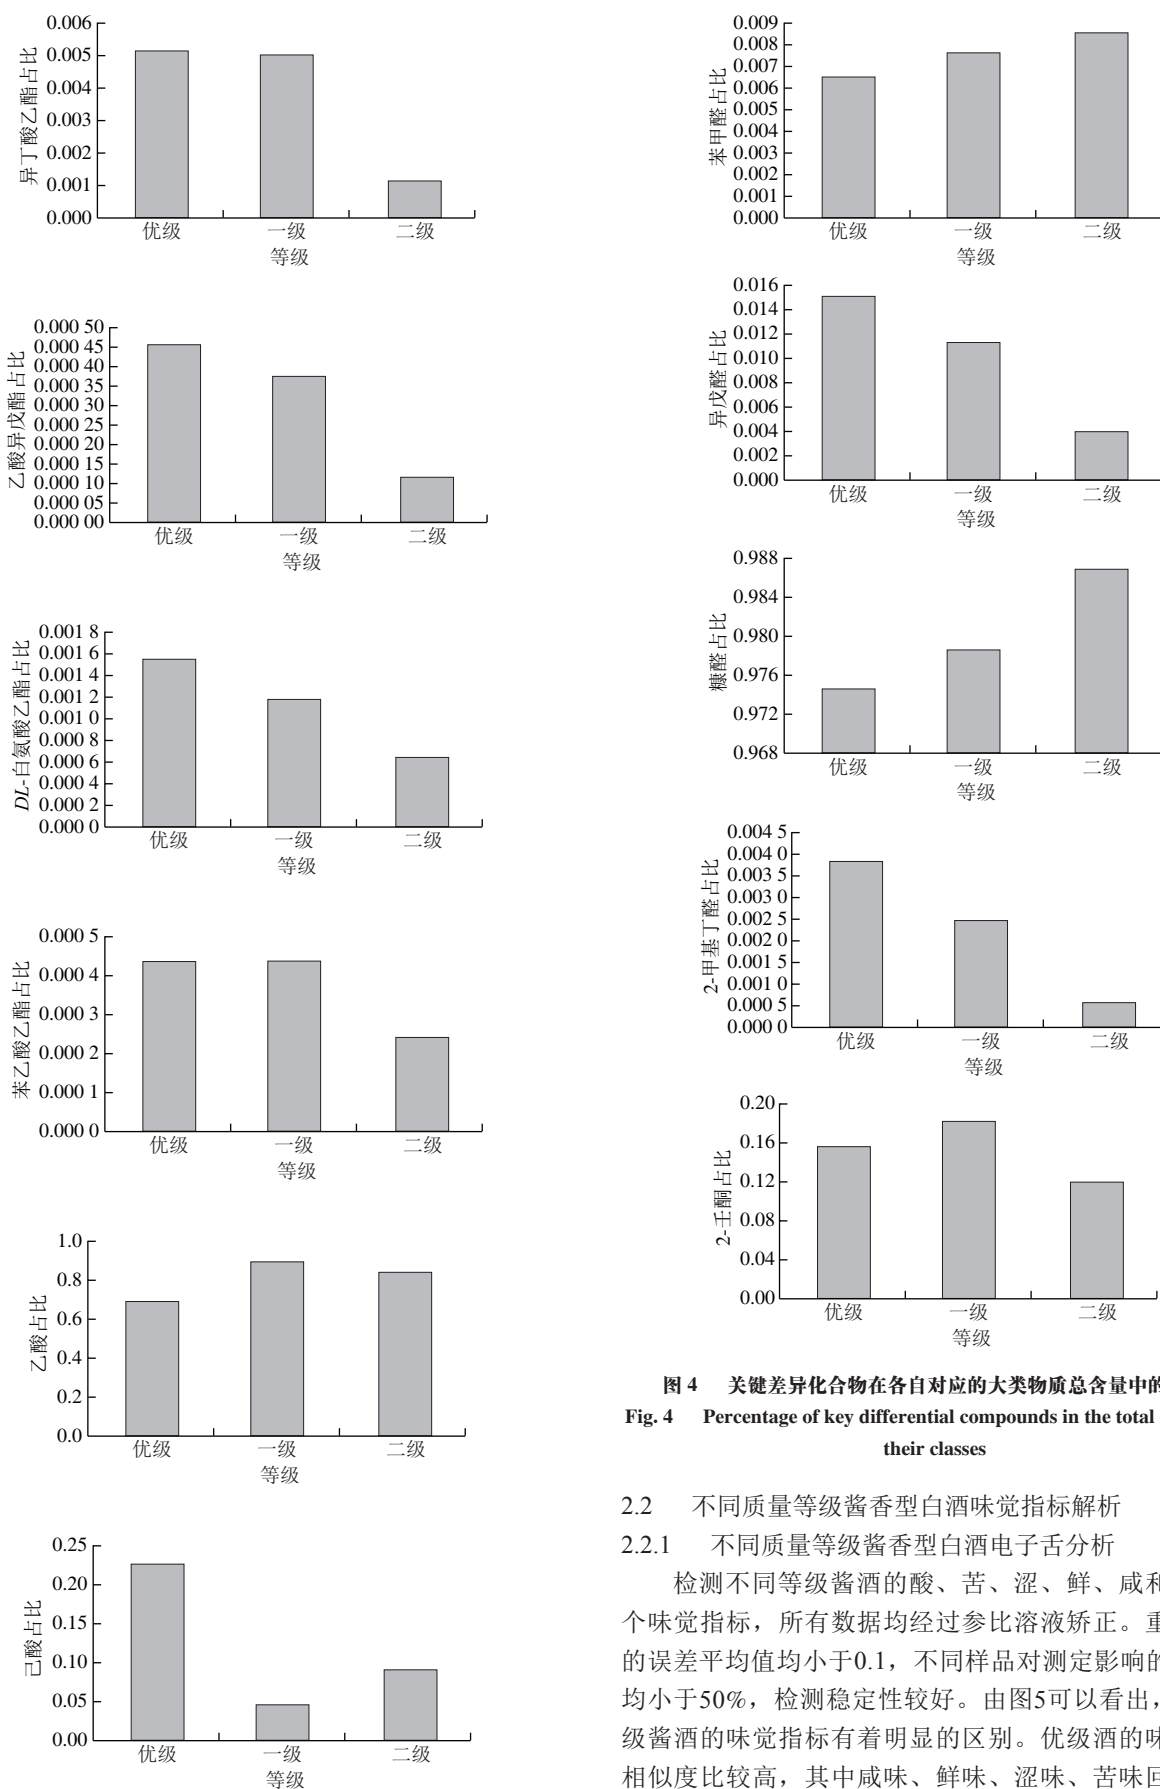 0.006
0.005
0.004
0.003
0.002
0.001
0.000
异丁酸乙酯占比
优级 一级 二级
等级
0.000 50
0.000 45
0.000 40
0.000 35
0.000 30
0.000 25
0.000 20
0.000 15
0.000 10
0.000 05
0.000 00
乙酸异戊酯占比
优级 一级 二级
等级
0.001 8
0.001 6
0.001 4
0.001 2
0.001 0
0.000 8
0.000 6
0.000 4
0.000 2
0.000 0
DL-白氨酸乙酯占比
优级 一级 二级
等级
0.000 5
0.000 4
0.000 3
0.000 2
0.000 1
0.000 0
苯乙酸乙酯占比
优级 一级 二级
等级
1.0
0.8
0.6
0.4
0.2
0.0
乙酸占比
优级 一级 二级
等级
0.25
0.20
0.15
0.10
0.05
0.00
己酸占比
优级 一级 二级
等级
0.009
0.008
0.007
0.006
0.005
0.004
0.003
0.002
0.001
0.000
苯甲醛占比
优级 一级 二级
等级
0.016
0.014
0.012
0.010
0.008
0.006
0.004
0.002
0.000
异戊醛占比
优级 一级 二级
等级
0.988
0.984
0.980
0.976
0.972
0.968
糠醛占比
优级 一级 二级
等级
0.004 5
0.004 0
0.003 5
0.003 0
0.002 5
0.002 0
0.001 5
0.001 0
0.000 5
0.000 0
2-甲基丁醛占比
优级 一级 二级
等级
0.20
0.16
0.12
0.08
0.04
0.00
2-壬酮占比
优级 一级 二级
等级
图 4 关键差异化合物在各自对应的大类物质总含量中的
Fig. 4 Percentage of key differential compounds in the total
their classes
2.2 不同质量等级酱香型白酒味觉指标解析
2.2.1 不同质量等级酱香型白酒电子舌分析
检测不同等级酱酒的酸、苦、涩、鲜、咸和
个味觉指标，所有数据均经过参比溶液矫正。重
的误差平均值均小于0.1，不同样品对测定影响的
均小于50%，检测稳定性较好。由图5可以看出，
级酱酒的味觉指标有着明显的区别。优级酒的味
相似度比较高，其中咸味、鲜味、涩味、苦味回